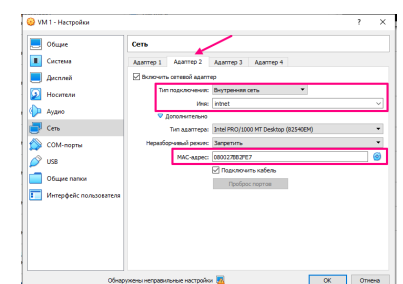 VM 1 - Настройки
? ×
Общие
Система
Дисплей
Носители
Аудио
Сеть
COM-порты
USB
Общие папки
Интерфейс пользователя
Сеть
Адаптер 1 Адаптер 2 Адаптер 3 Адаптер 4
Включить сетевой адаптер
Тип подключения: Внутренняя сеть
Имя: intnet
Дополнительно
Тип адаптера: Intel PRO/1000 MT Desktop (82540EM)
Неразборчивый режим: Запретить
MAC-адрес: 080027BB2FE7
Подключить кабель
Проброс портов
Обнаружены неправильные настройки
OK Отмена